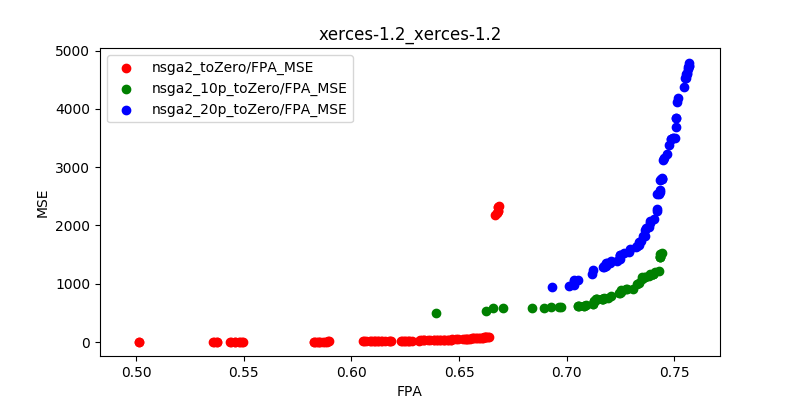 xerces-1.2_xerces-1.2
5000
4000
3000
2000
1000
0
MSE
nsga2_toZero/FPA_MSE
nsga2_10p_toZero/FPA_MSE
nsga2_20p_toZero/FPA_MSE
0.50 0.55 0.60 0.65 0.70 0.75
FPA